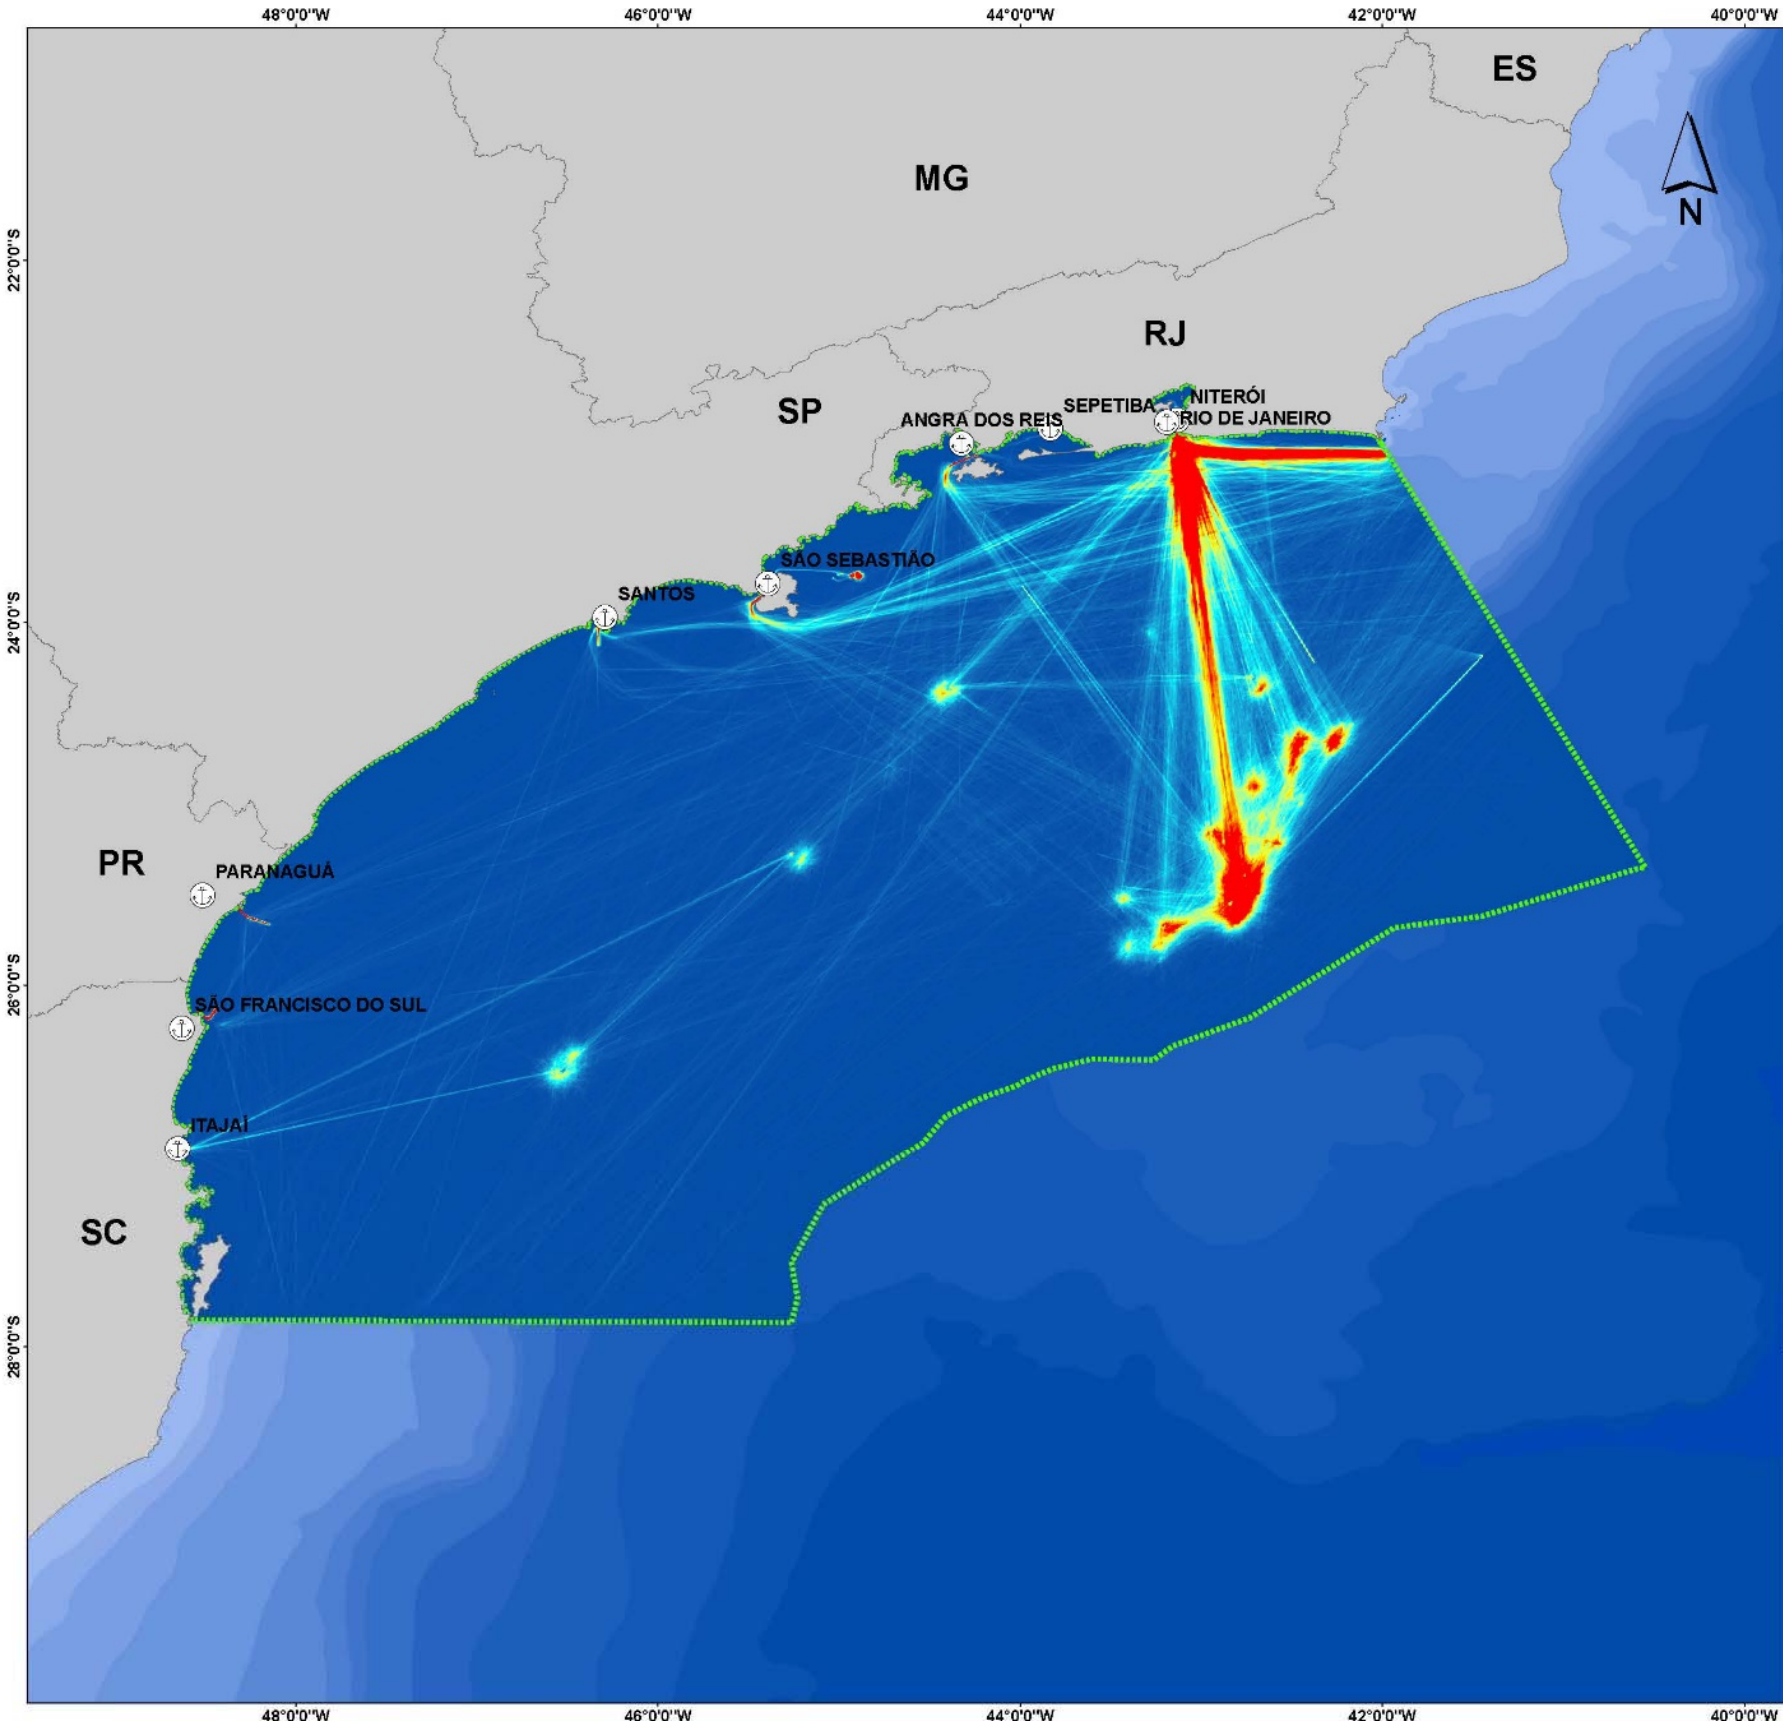 48°0'0"W 46°0'0"W 44°0'0"W 42°0'0"W 40°0'0"W
ES
MG
N
22°0'0"S
RJ
NITERÓI
SEPETIBA
SP
ANGRA DOS REIS
RIO DE JANEIRO
SÃO SEBASTIÃO
SANTOS
24°0'0"S
PR
PARANAGUÁ
26°0'0"S
SÃO FRANCISCO DO SUL
ITAJAÍ
SC
28°0'0"S
48°0'0"W 46°0'0"W 44°0'0"W 42°0'0"W 40°0'0"W